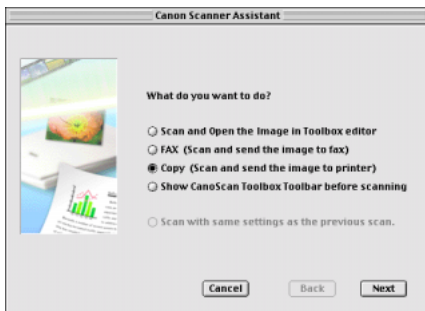 Canon Scanner Assistant
What do you want to do?
Scan and Open the Image in Toolbox editor
FAX (Scan and send the image to fax)
Copy (Scan and send the image to printer)
Show CanoScan Toolbox Toolbar before scanning
Scan with same settings as the previous scan.
Cancel
Back
Next